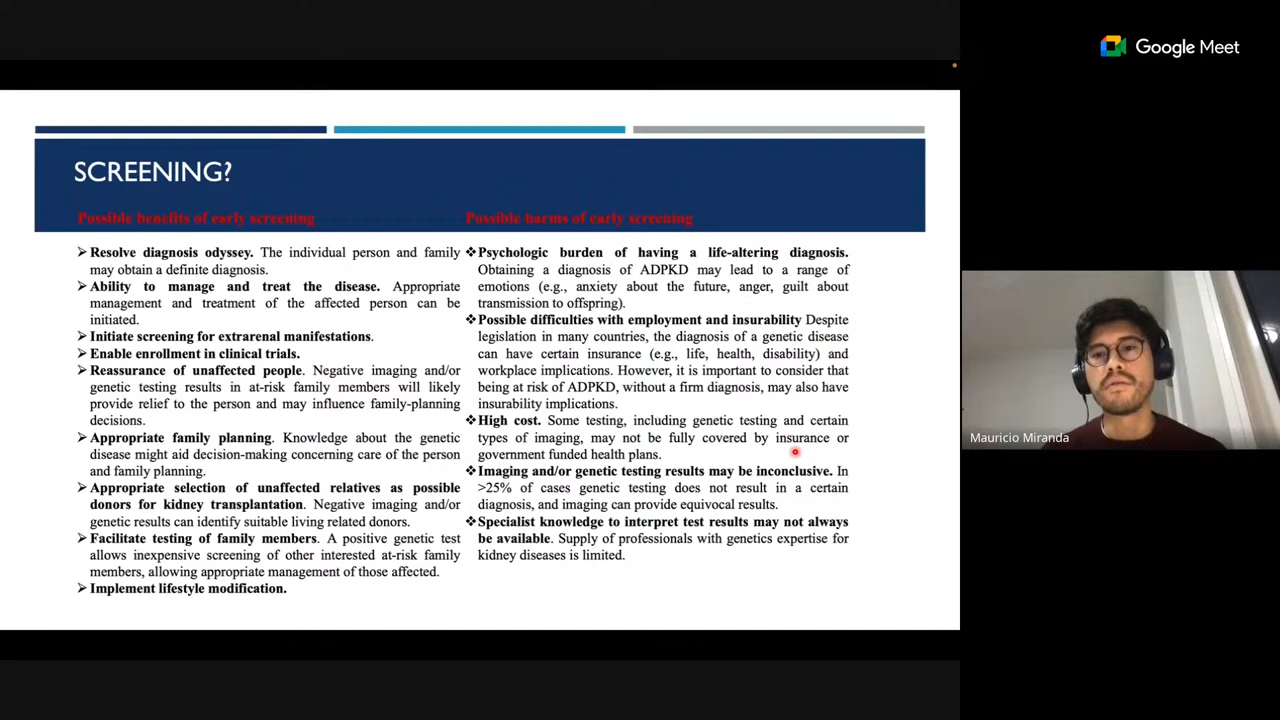 Google Meet
SCREENING?
Possible benefits of early screening
Resolve diagnosis odyssey. The individual person and family
may obtain a definite diagnosis.
Ability to manage and treat the disease. Appropriate
management and treatment of the affected person can be
initiated.
Initiate screening for extrarenal manifestations.
Enable enrollment in clinical trials.
Reassurance of unaffected people. Negative imaging and/or
genetic testing results in at-risk family members will likely
provide relief to the person and may influence family-planning
decisions.
Appropriate family planning. Knowledge about the genetic
disease might aid decision-making concerning care of the person
and family planning.
Appropriate selection of unaffected relatives as possible
donors for kidney transplantation. Negative imaging and/or
genetic results can identify suitable living related donors.
Facilitate testing of family members. A positive genetic test
allows inexpensive screening of other interested at-risk family
members, allowing appropriate management of those affected.
Implement lifestyle modification.
Possible harms of early screening
Psychologic burden of having a life-altering diagnosis.
Obtaining a diagnosis of ADPKD may lead to a range of
emotions (e.g., anxiety about the future, anger, guilt about
transmission to offspring).
Possible difficulties with employment and insurability Despite
legislation in many countries, the diagnosis of a genetic disease
can have certain insurance (e.g., life, health, disability) and
workplace implications. However, it is important to consider that
being at risk of ADPKD, without a firm diagnosis, may also have
insurability implications.
High cost. Some testing, including genetic testing and certain
types of imaging, may not be fully covered by insurance or
government funded health plans.
Imaging and/or genetic testing results may be inconclusive. In
>25% of cases genetic testing does not result in a certain
diagnosis, and imaging can provide equivocal results.
Specialist knowledge to interpret test results may not always
be available. Supply of professionals with genetics expertise for
kidney diseases is limited.
Mauricio Miranda